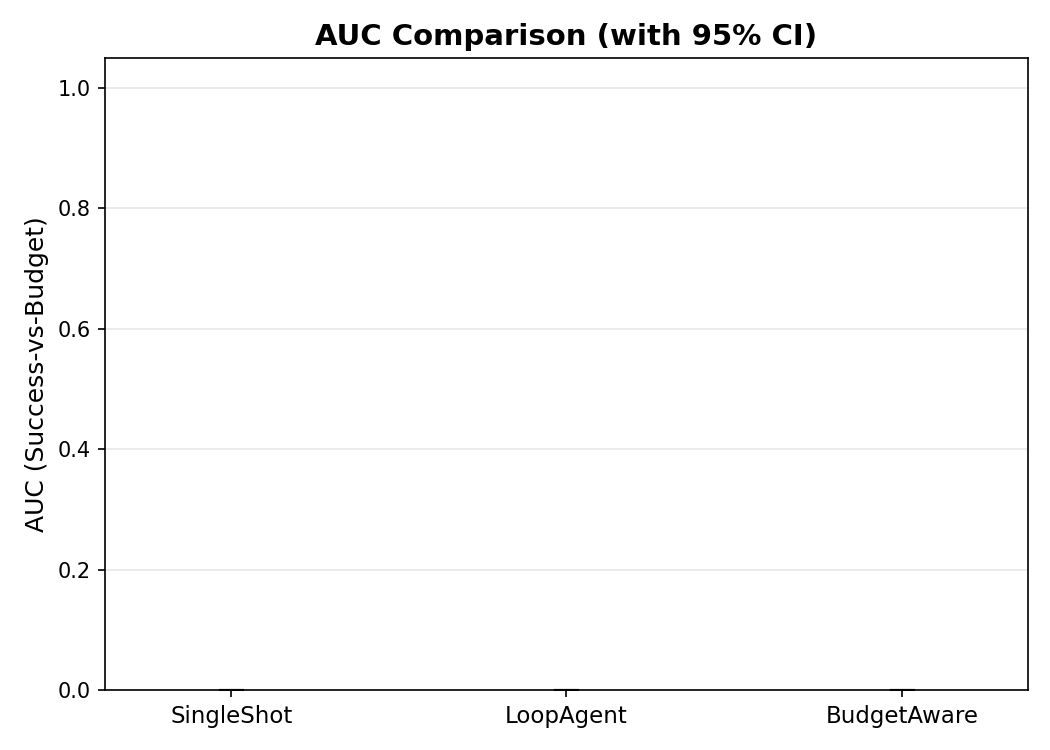 AUC Comparison (with 95% CI)
AUC (Success-vs-Budget)
1.0
0.8
0.6
0.4
0.2
0.0
SingleShot LoopAgent BudgetAware